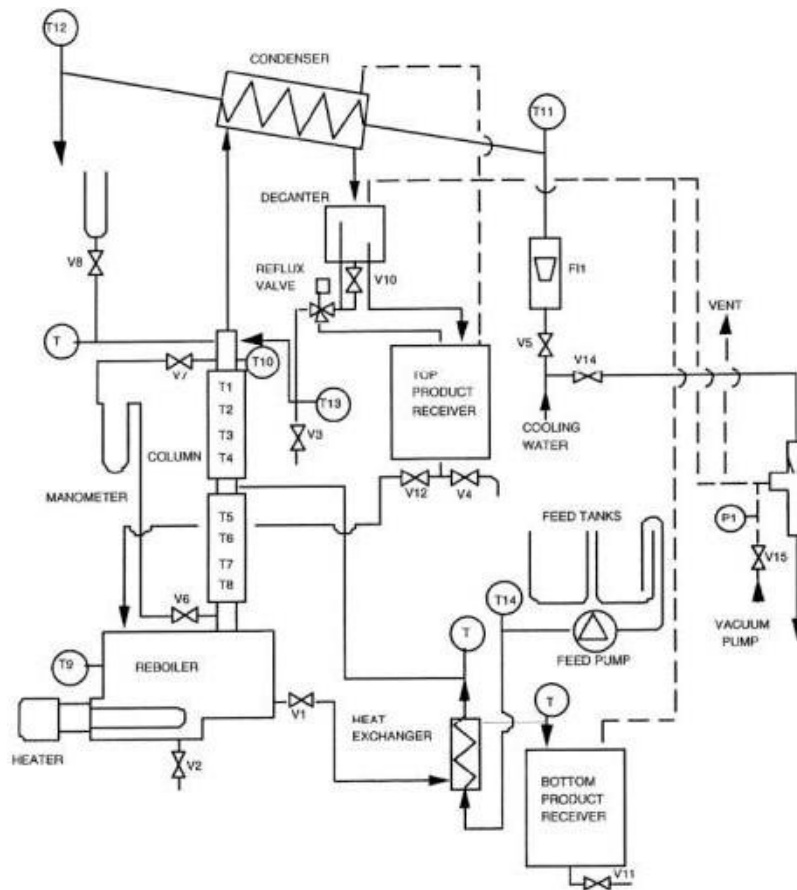 T12
CONDENSER
T11
DECANTER
V8
REFLUX
VALVE
V10
FI1
VENT
T
V7
T10
V5
V14
T1
T2
T3
T4
TOP
PRODUCT
RECEIVER
T13
COLUMN
V3
COOLING
WATER
MANOMETER
V12
V4
T5
T6
T7
T8
FEED TANKS
P1
V15
V6
T14
T
VACUUM
PUMP
T9
REBOILER
FEED PUMP
V1
HEAT
EXCHANGER
T
HEATER
V2
BOTTOM
PRODUCT
RECEIVER
V11